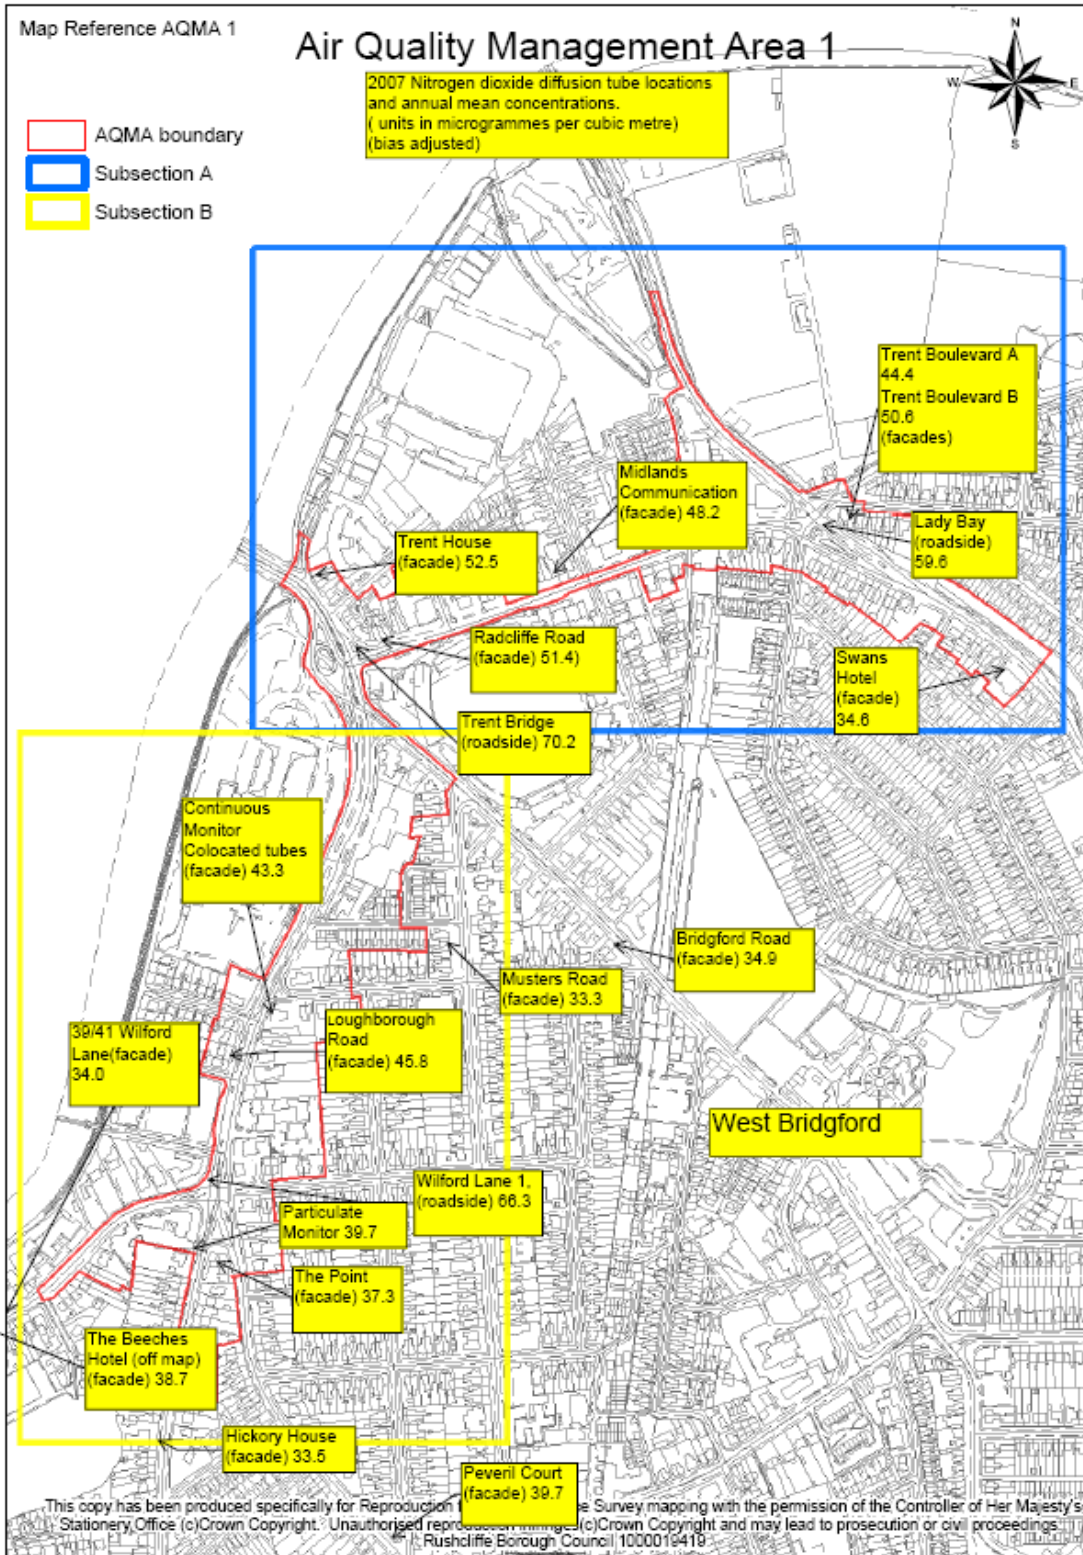 Map Reference AQMA 1
Air Quality Management Area 1
N
W
E
S
2007 Nitrogen dioxide diffusion tube locations
and annual mean concentrations.
( units in microgrammes per cubic metre)
(bias adjusted)
AQMA boundary
Subsection A
Subsection B
Trent Boulevard A
44.4
Trent Boulevard B
50.6
(facades)
Midlands
Communication
(facade) 48.2
Lady Bay
(roadside)
59.6
Trent House
(facade) 52.5
Radcliffe Road
(facade) 51.4)
Swans
Hotel
(facade)
34.6
Trent Bridge
(roadside) 70.2
Continuous
Monitor
Colocated tubes
(facade) 43.3
Bridgford Road
(facade) 34.9
Musters Road
(facade) 33.3
39/41 Wilford
Lane(facade)
34.0
Loughborough
Road
(facade) 45.8
West Bridgford
Wilford Lane 1,
(roadside) 66.3
Particulate
Monitor 39.7
The Point
(facade) 37.3
The Beeches
Hotel (off map)
(facade) 38.7
Hickory House
(facade) 33.5
Peveril Court
(facade) 39.7
This copy has been produced specifically for Reproduction e Survey mapping with the permission of the Controller of Her Majesty's
Stationery Office (c)Crown Copyright. Unauthorised (c)Crown Copyright and may lead to prosecution or civil proceedings
Rushcliffe Borough Council 1000019419